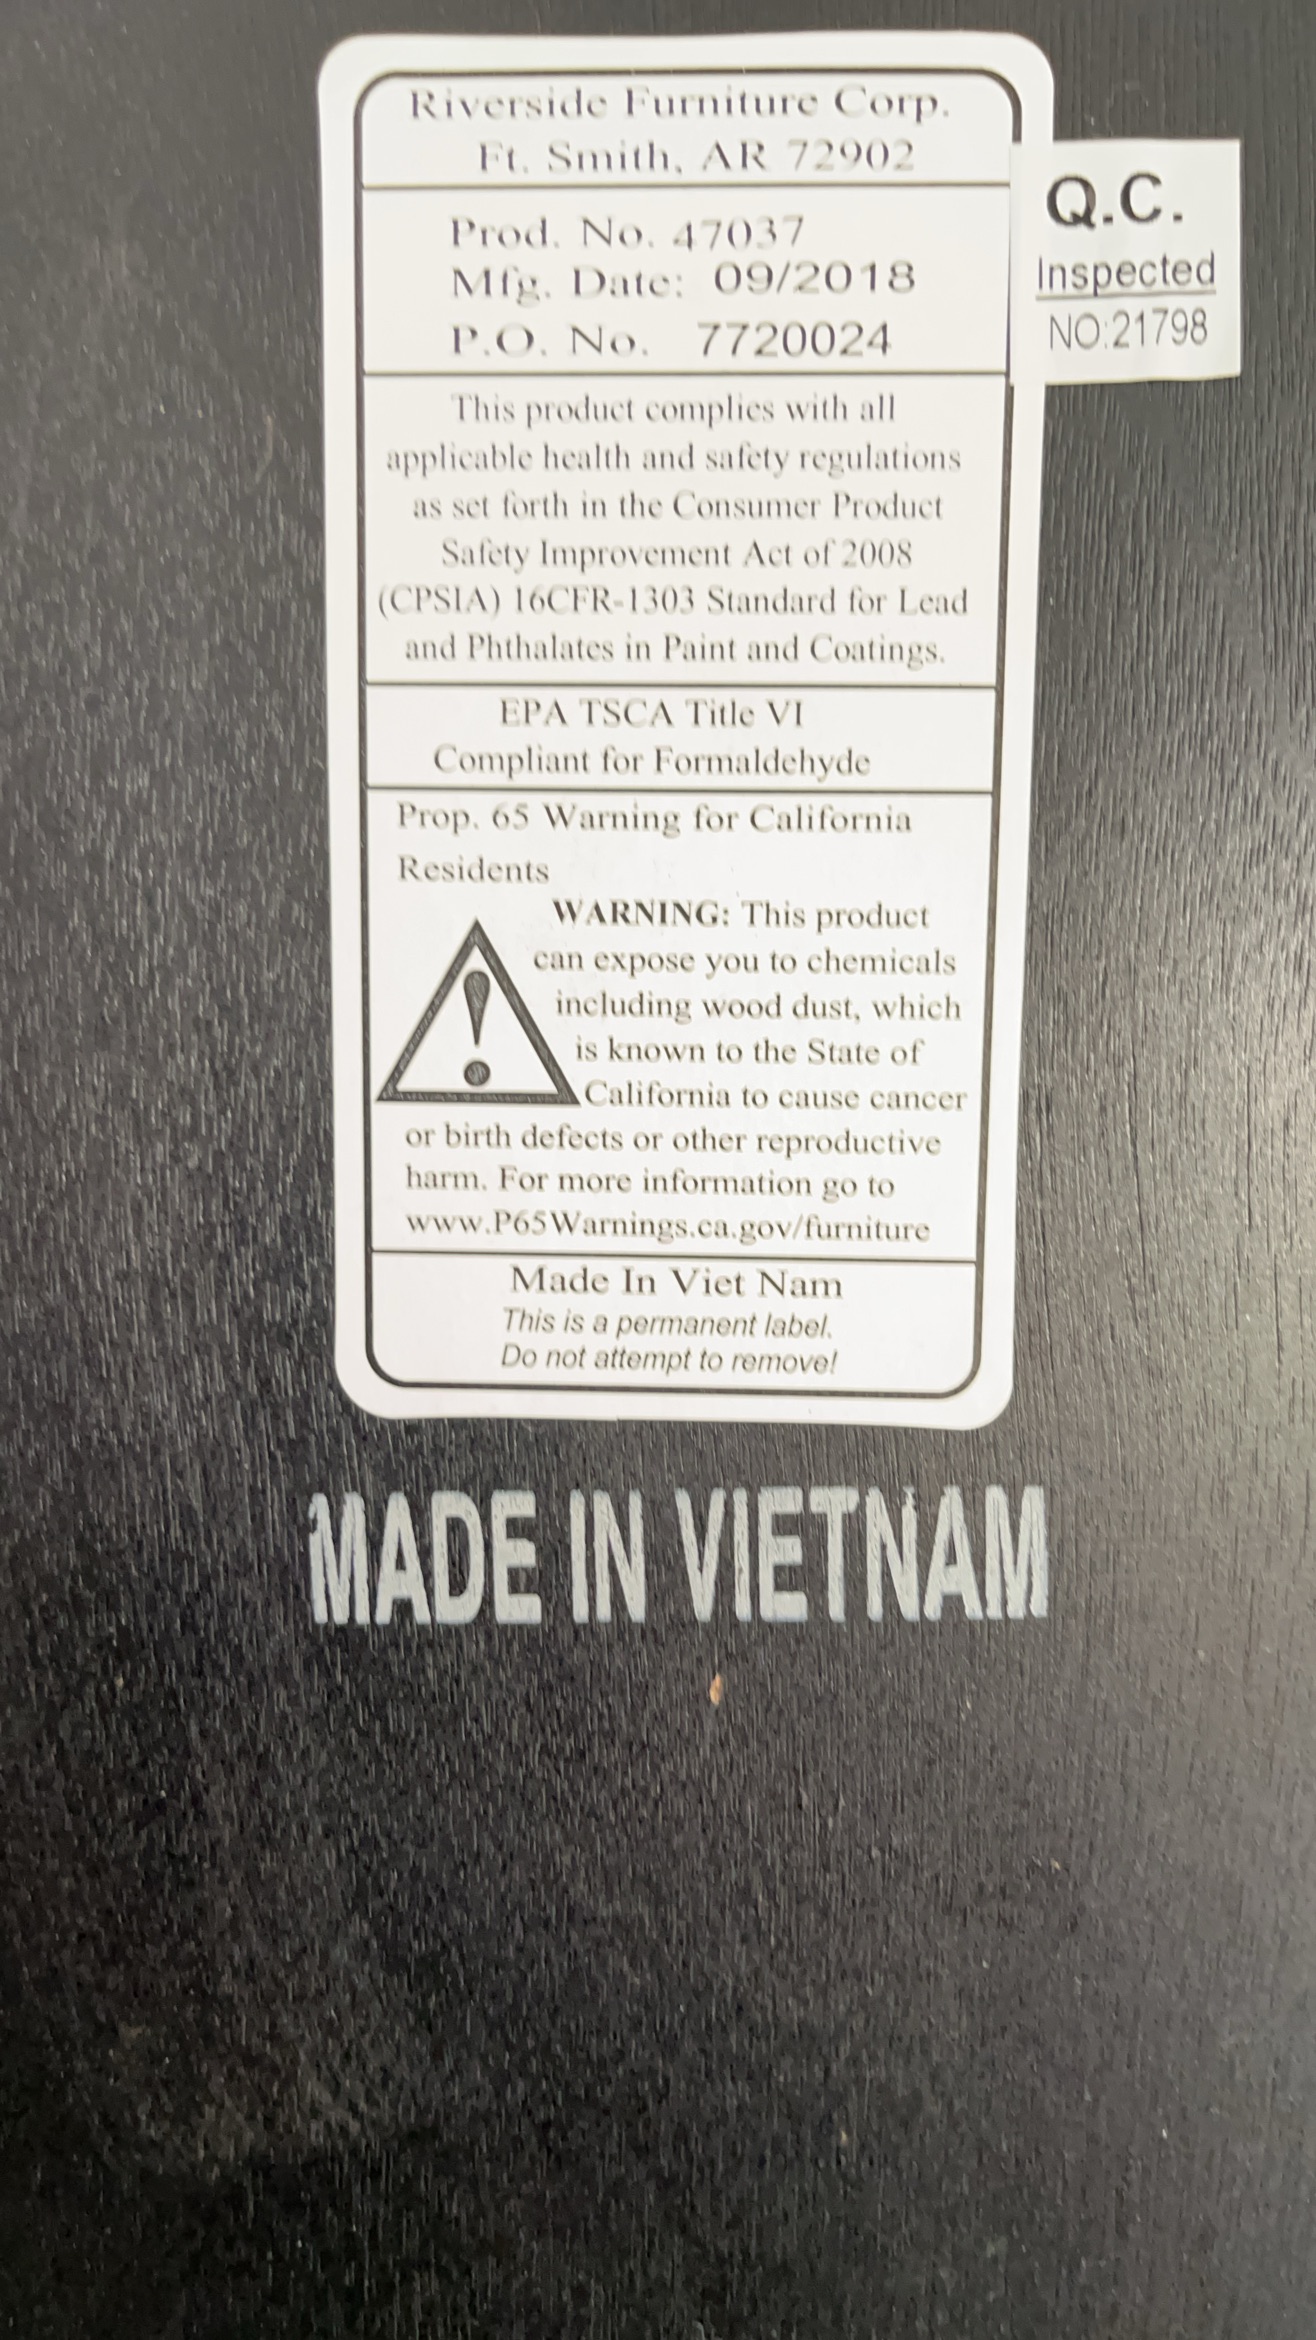 Riverside Furniture Corp.
Ft. Smith, AR 72902
Prod. No. 47037
Mfg. Date: 09/2018
P.O. No. 7720024
Q.C.
Inspected
NO:21798
This product complies with all
applicable health and safety regulations
as set forth in the Consumer Product
Safety Improvement Act of 2008
(CPSIA) 16CFR-1303 Standard for Lead
and Phthalates in Paint and Coatings.
EPA TSCA Title VI
Compliant for Formaldehyde
Prop. 65 Warning for California
Residents
WARNING: This product
can expose you to chemicals
including wood dust, which
is known to the State of
California to cause cancer
or birth defects or other reproductive
harm. For more information go to
www.P65Warnings.ca.gov/furniture
Made In Viet Nam
This is a permanent label.
Do not attempt to remove!
MADE IN VIETNAM